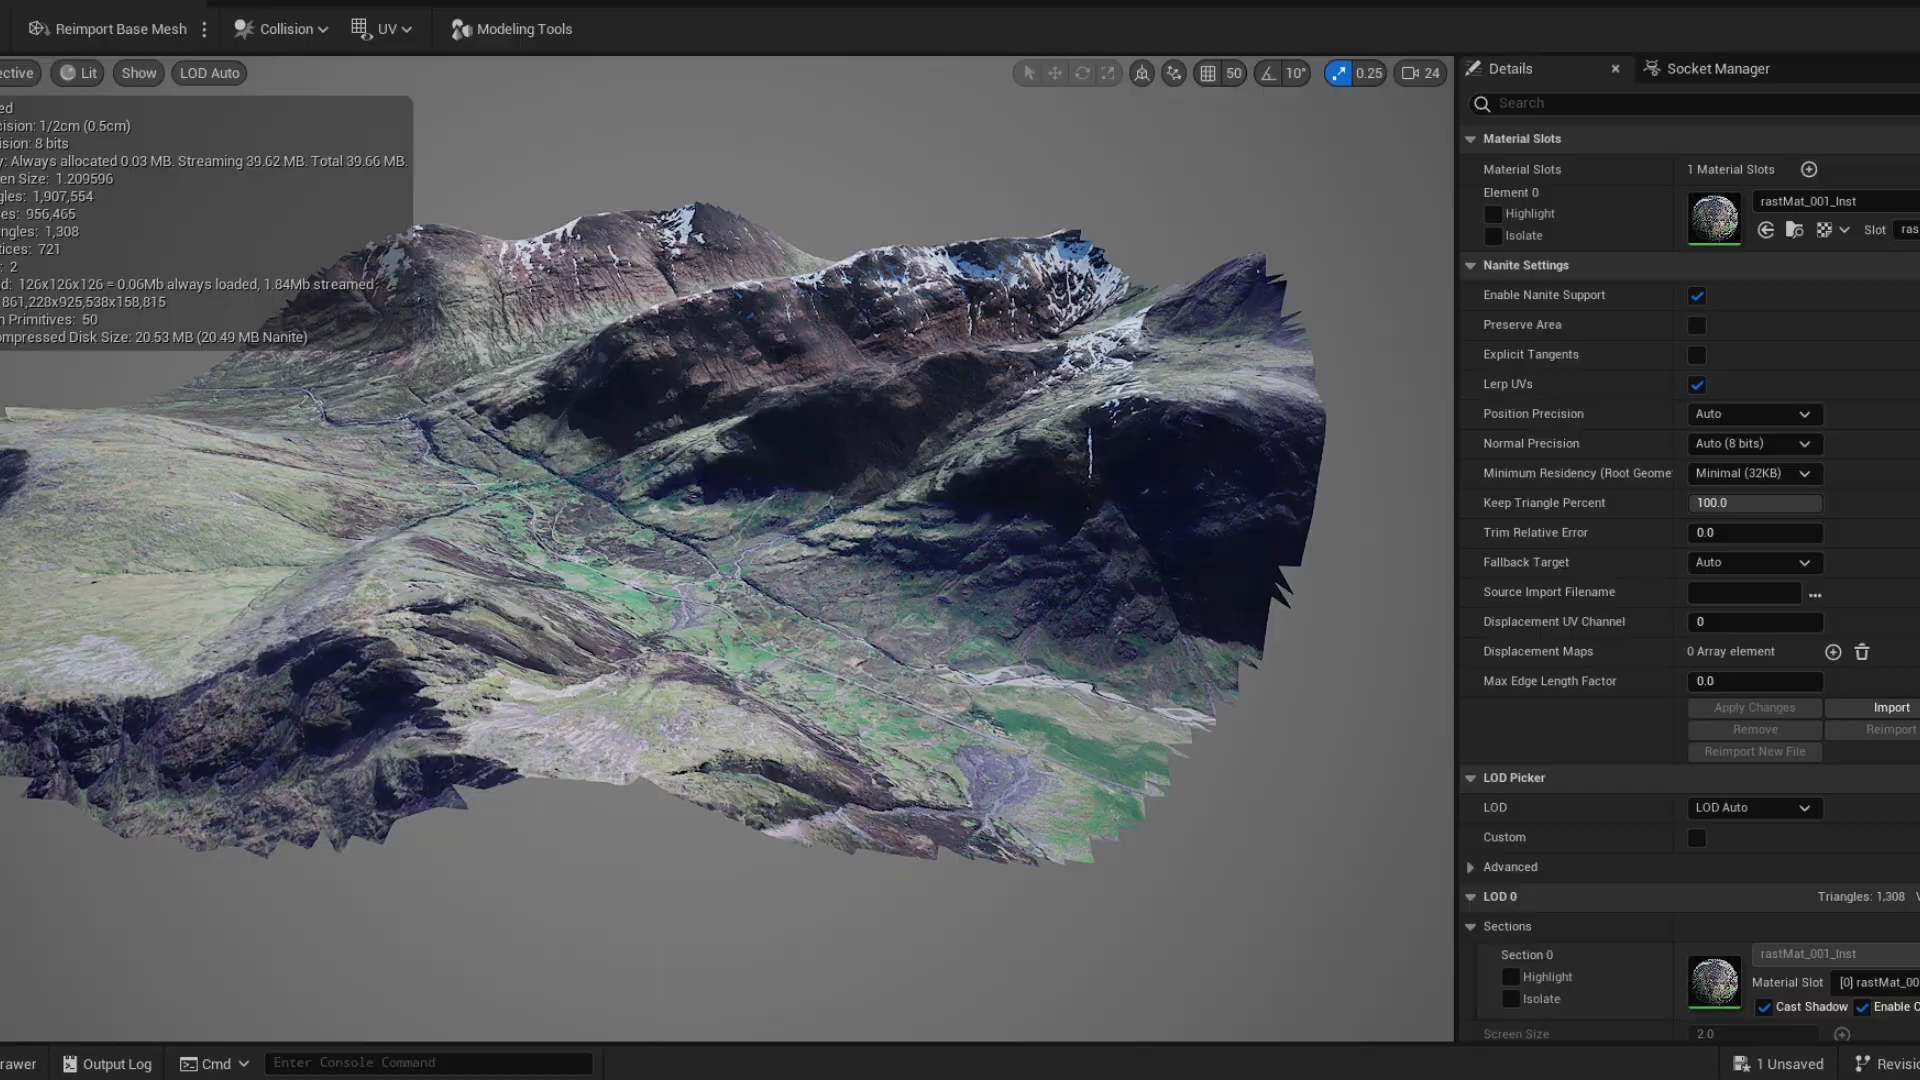 Reimport Base Mesh
Collision
UV
Modeling Tools
ective
Lit
Show
LOD Auto
50
10°
0.25
24
ed
cision: 1/2cm (0.5cm)
ision: 8 bits
y: Always allocated 0.03 MB. Streaming 39.62 MB. Total 39.66 MB.
en Size: 1.209596
gles: 1,907,554
es: 956,465
ngles: 1,308
tices: 721
: 2
d: 126x126x126 = 0.06Mb always loaded, 1.84Mb streamed
861,228x925,538x158,815
n Primitives: 50
ompressed Disk Size: 20.53 MB (20.49 MB Nanite)
Details
Socket Manager
Search
Material Slots
Material Slots 1 Material Slots
Element 0
Highlight
Isolate
rastMat_001_Inst
Slot ras
Nanite Settings
Enable Nanite Support
Preserve Area
Explicit Tangents
Lerp UVs
Position Precision Auto
Normal Precision Auto (8 bits)
Minimum Residency (Root Geome Minimal (32KB)
Keep Triangle Percent 100.0
Trim Relative Error 0.0
Fallback Target Auto
Source Import Filename
Displacement UV Channel 0
Displacement Maps 0 Array element
Max Edge Length Factor 0.0
Apply Changes Import
Remove Reimport
Reimport New File
LOD Picker
LOD LOD Auto
Custom
Advanced
LOD 0 Triangles: 1,308 V
Sections
Section 0
Highlight
Isolate
rastMat_001_Inst
Material Slot [0] rastMat_00
Cast Shadow Enable C
Screen Size 2.0
rawer
Output Log
Cmd
Enter Console Command
1 Unsaved
Revisio